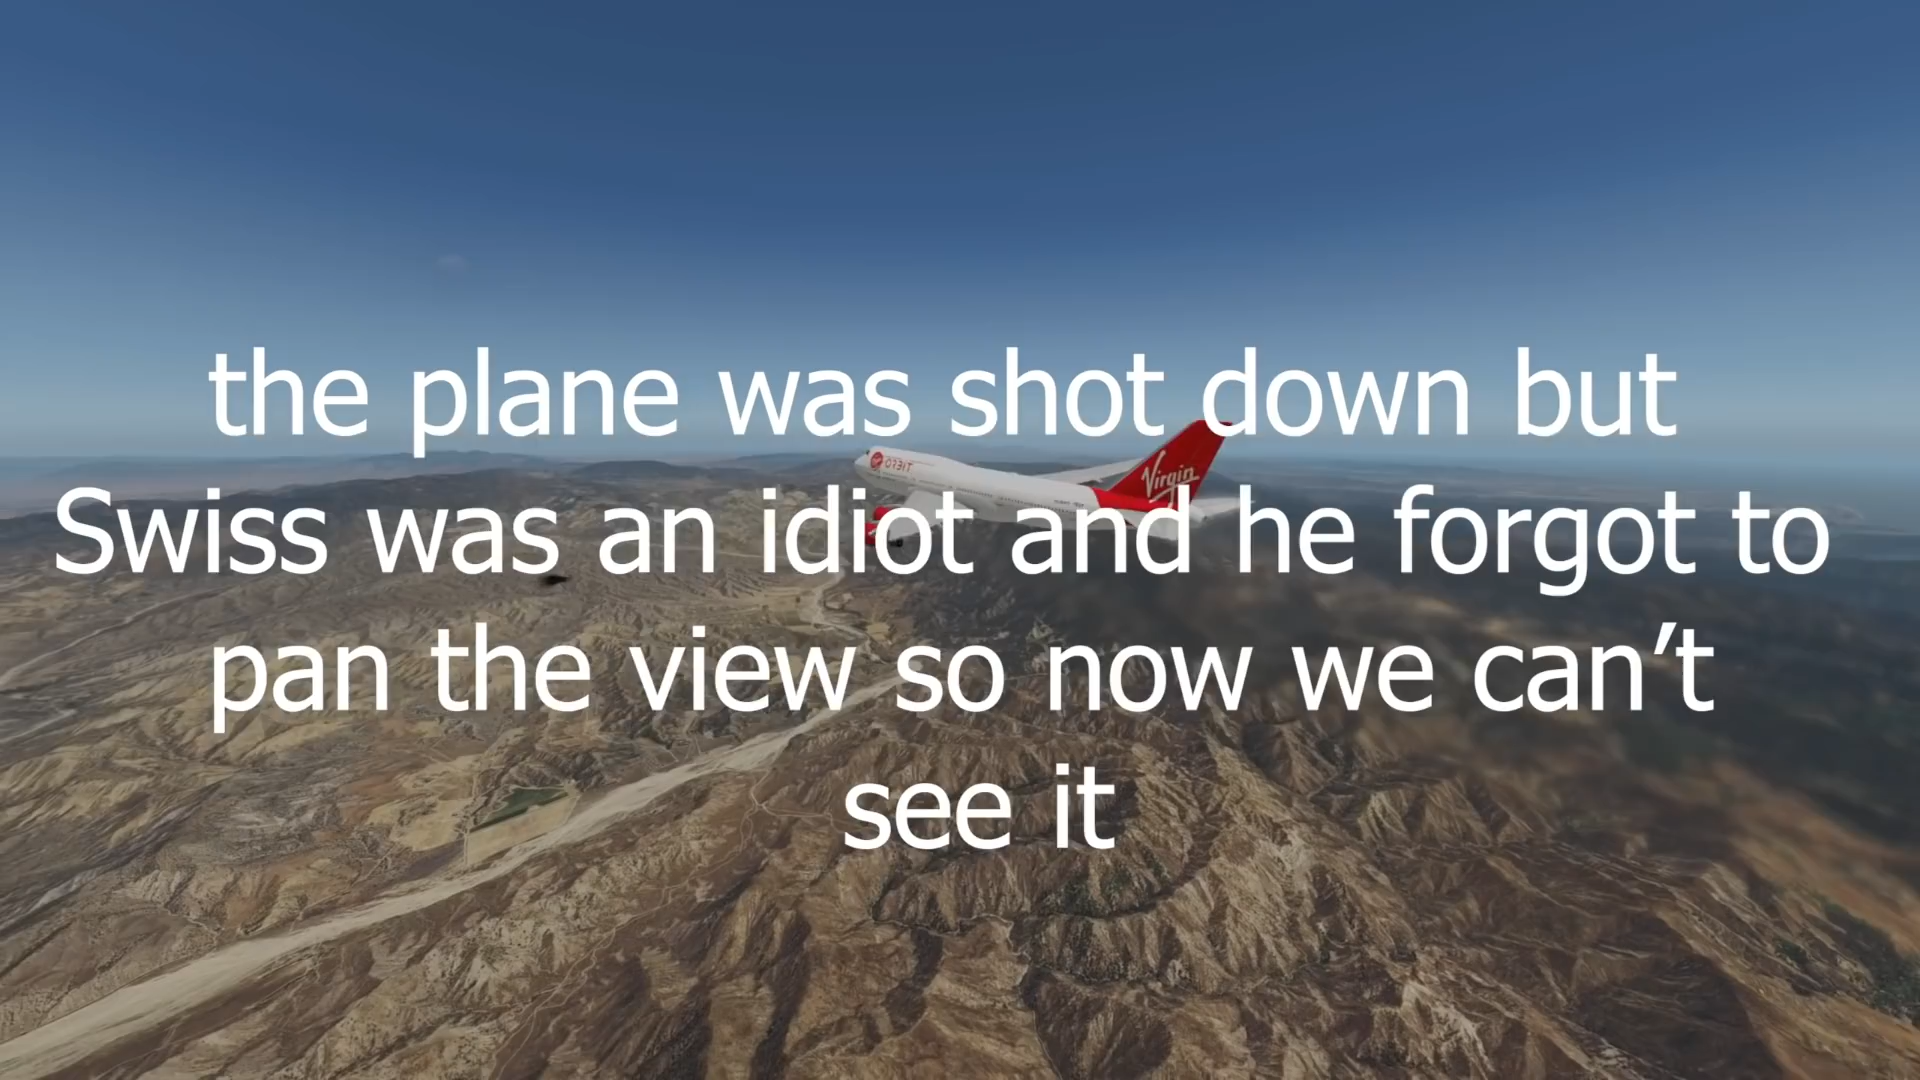 the plane was shot down but
ORBIT
Virgin
Swiss was an idiot and he forgot to
pan the view so now we can’t
see it